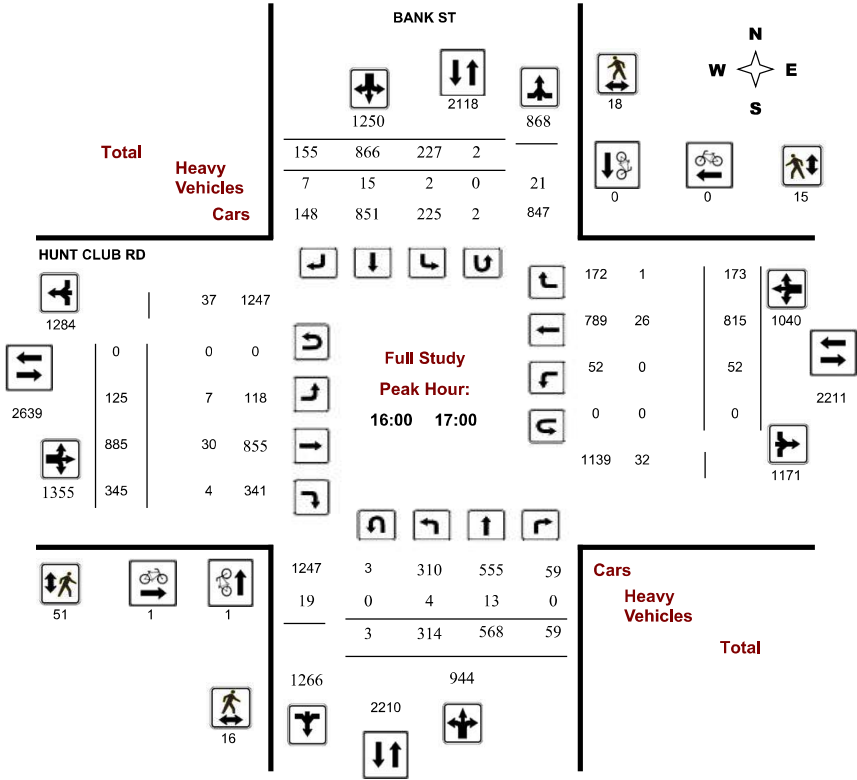 BANK ST
N
W E
S
2118
1250 868
18
Total 155 866 227 2
Heavy
Vehicles 7 15 2 0 21
Cars 148 851 225 2 847
0 0 15
HUNT CLUB RD
37 1247
1284
172 1 173
789 26 815 1040
0 0 0
Full Study
52 0 52
2639
125 7 118
Peak Hour:
2211
16:00 17:00
0 0 0
885 30 855
1139 32
1171
1355 345 4 341
1247 3 310 555 59 Cars
19 0 4 13 0 Heavy
Vehicles
51 1 1
3 314 568 59 Total
1266 944
2210
16